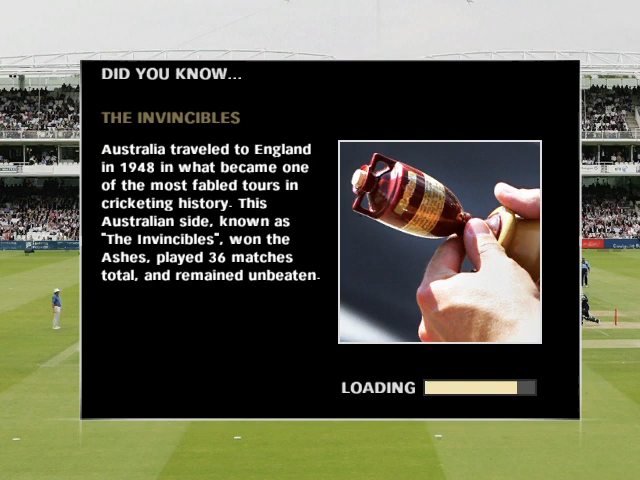 DID YOU KNOW...
THE INVINCIBLES
Australia traveled to England
in 1948 in what became one
of the most fabled tours in
cricketing history. This
Australian side, known as
"The Invincibles", won the
Ashes, played 36 matches
total, and remained unbeaten.
LOADING